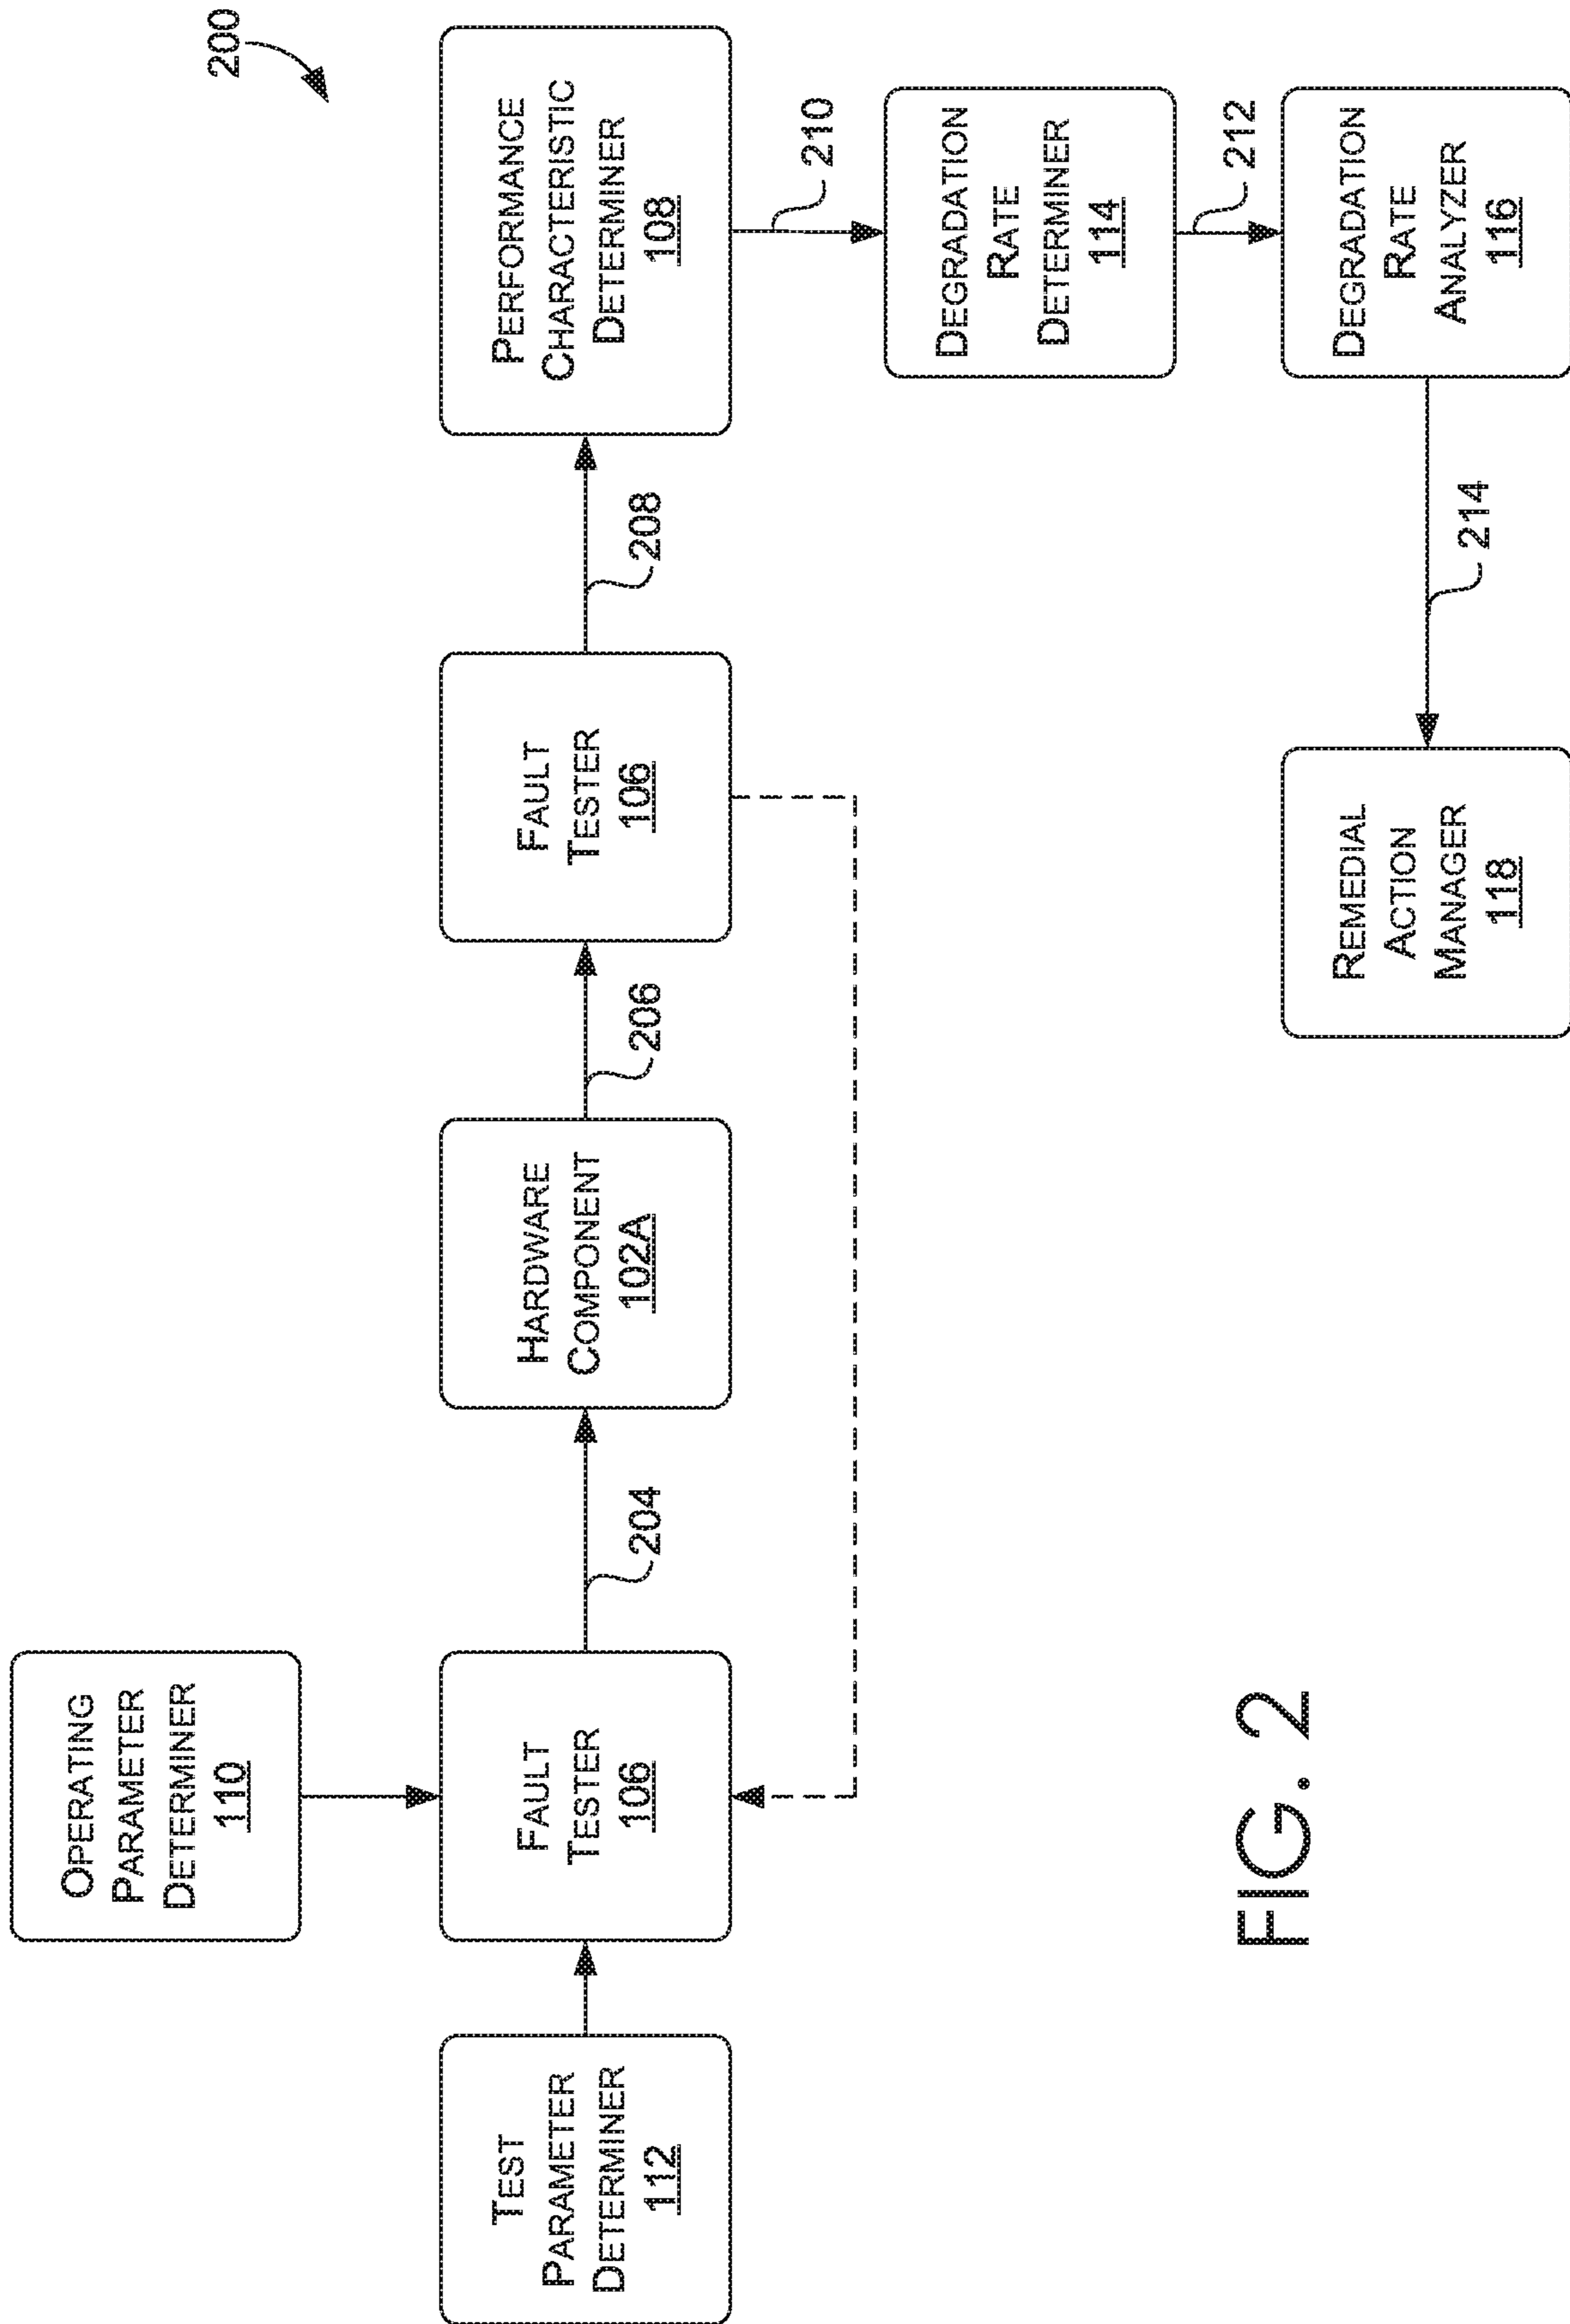 200
OPERATING
PARAMETER
DETERMINER
110
TEST
PARAMETER
DETERMINER
112
FAULT
TESTER
106
204
HARDWARE
COMPONENT
102A
206
FAULT
TESTER
106
208
PERFORMANCE
CHARACTERISTIC
DETERMINER
108
210
DEGRADATION
RATE
DETERMINER
114
212
DEGRADATION
RATE
ANALYZER
116
214
REMEDIAL
ACTION
MANAGER
118
FIG. 2